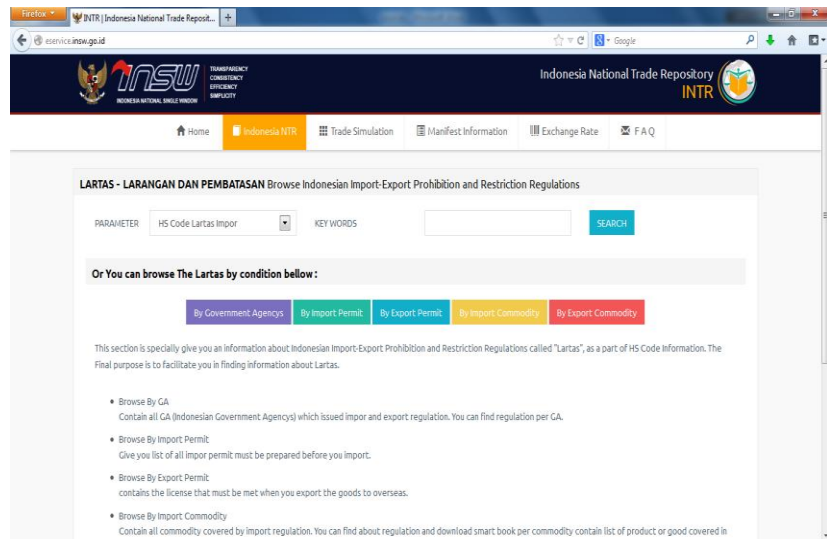 Firefox
INTR | Indonesia National Trade Reposit...
eservice.insw.go.id
Google
insw
INDONESIA NATIONAL SINGLE WINDOW
TRANSPARENCY
CONSISTENCY
EFFICIENCY
SIMPLICITY
Indonesia National Trade Repository
INTR
Home
Indonesia NTR
Trade Simulation
Manifest Information
Exchange Rate
F A Q
LARTAS - LARANGAN DAN PEMBATASAN Browse Indonesian Import-Export Prohibition and Restriction Regulations
PARAMETER
HS Code Lartas Impor
KEY WORDS
SEARCH
Or You can browse The Lartas by condition bellow :
By Government Agencys
By Import Permit
By Export Permit
By Import Commodity
By Export Commodity
This section is specially give you an information about Indonesian Import-Export Prohibition and Restriction Regulations called "Lartas", as a part of HS Code Information. The
Final purpose is to facilitate you in finding information about Lartas.
Browse By GA
Contain all GA (Indonesian Government Agencys) which issued impor and export regulation. You can find regulation per GA.
Browse By Import Permit
Give you list of all impor permit must be prepared before you import.
Browse By Export Permit
contains the license that must be met when you export the goods to overseas.
Browse By Import Commodity
Contain all commodity covered by import regulation. You can find about regulation and download smart book per commodity contain list of product or good covered in